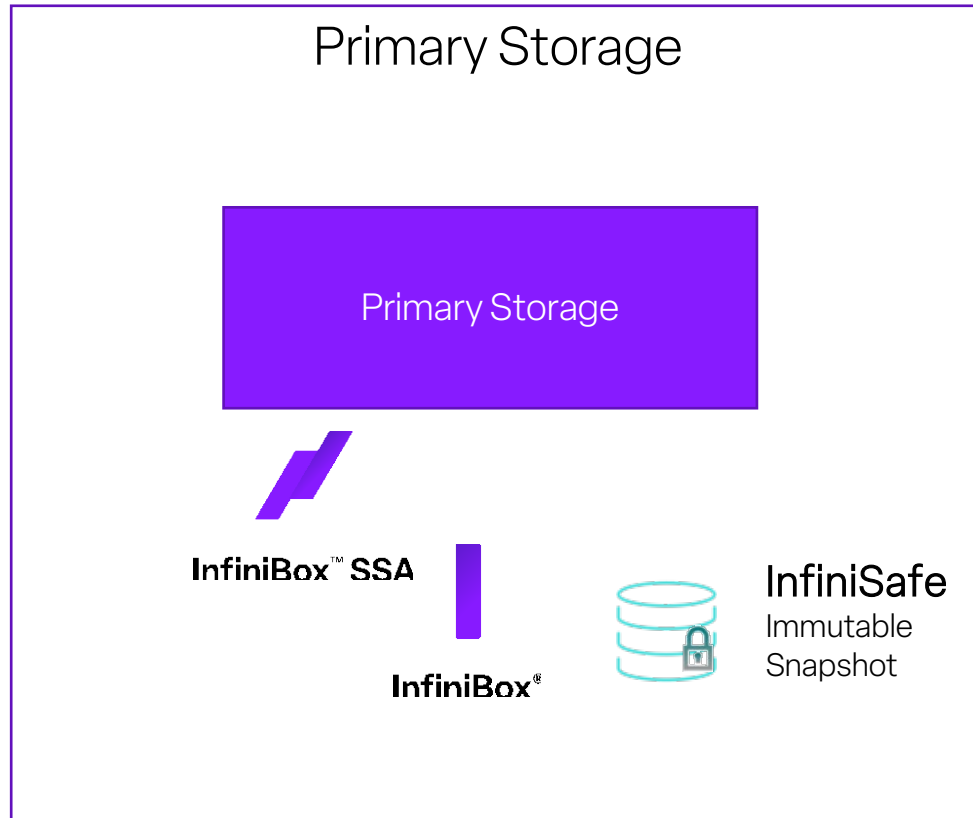 Primary Storage
Primary Storage
InfiniBox™ SSA
InfiniBox®
InfiniSafe
Immutable
Snapshot